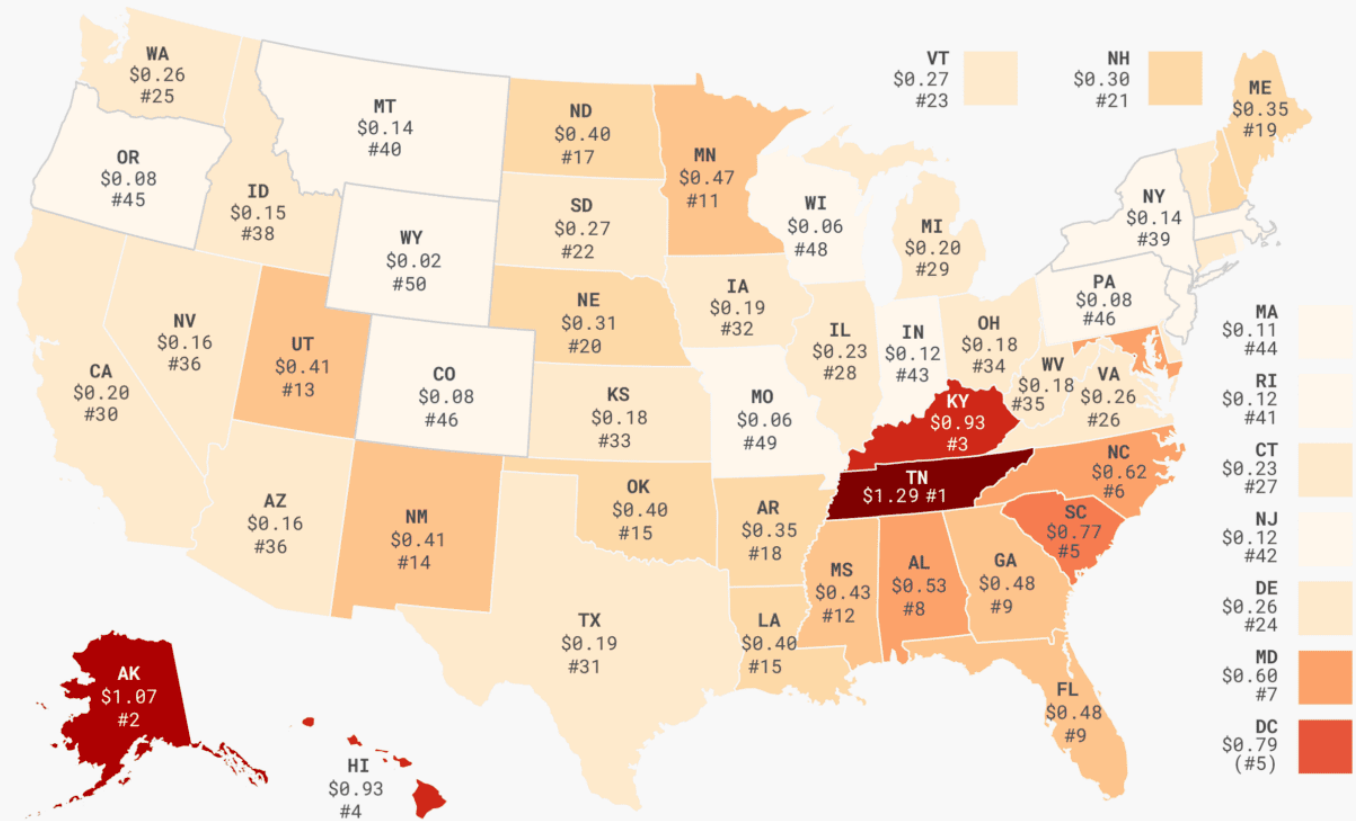 WA
$0.26
#25
OR
$0.08
#45
CA
$0.20
#30
ID
$0.15
#38
NV
$0.16
#36
MT
$0.14
#40
WY
$0.02
#50
UT
$0.41
#13
CO
$0.08
#46
AZ
$0.16
#36
NM
$0.41
#14
ND
$0.40
#17
SD
$0.27
#22
NE
$0.31
#20
KS
$0.18
#33
OK
$0.40
#15
TX
$0.19
#31
MN
$0.47
#11
IA
$0.19
#32
MO
$0.06
#49
AR
$0.35
#18
LA
$0.40
#15
WI
$0.06
#48
IL
$0.23
#28
MI
$0.20
#29
IN
$0.12
#43
OH
$0.18
#34
KY
$0.93
#3
TN
$1.29 #1
MS
$0.43
#12
AL
$0.53
#8
GA
$0.48
#9
FL
$0.48
#9
SC
$0.77
#5
NC
$0.62
#6
WV
$0.18
#35
VA
$0.26
#26
PA
$0.08
#46
NY
$0.14
#39
VT
$0.27
#23
NH
$0.30
#21
ME
$0.35
#19
MA
$0.11
#44
RI
$0.12
#41
CT
$0.23
#27
NJ
$0.12
#42
DE
$0.26
#24
MD
$0.60
#7
DC
$0.79
(#5)
AK
$1.07
#2
HI
$0.93
#4